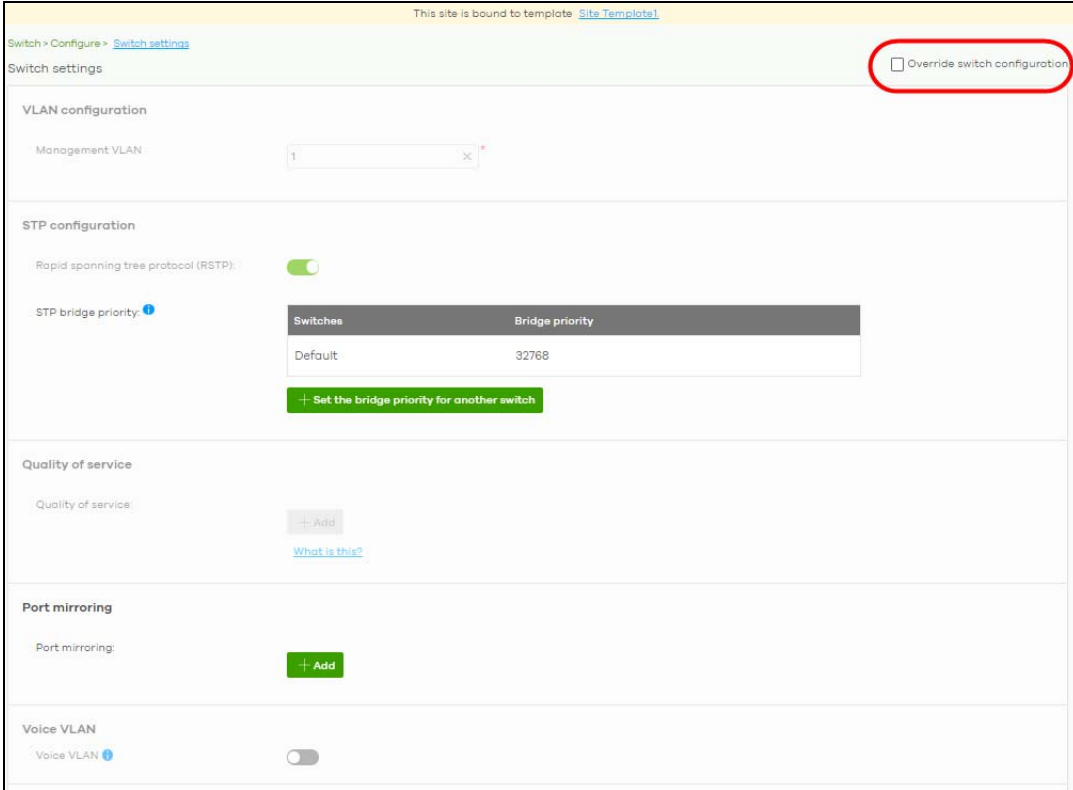 This site is bound to template Site Template1.
Switch > Configure > Switch settings
Switch settings
Override switch configuration
VLAN configuration
Management VLAN
1 *
STP configuration
Rapid spanning tree protocol (RSTP):
STP bridge priority:
Switches Bridge priority
Default 32768
+ Set the bridge priority for another switch
Quality of service
Quality of service:
+ Add
What is this?
Port mirroring
Port mirroring:
+ Add
Voice VLAN
Voice VLAN